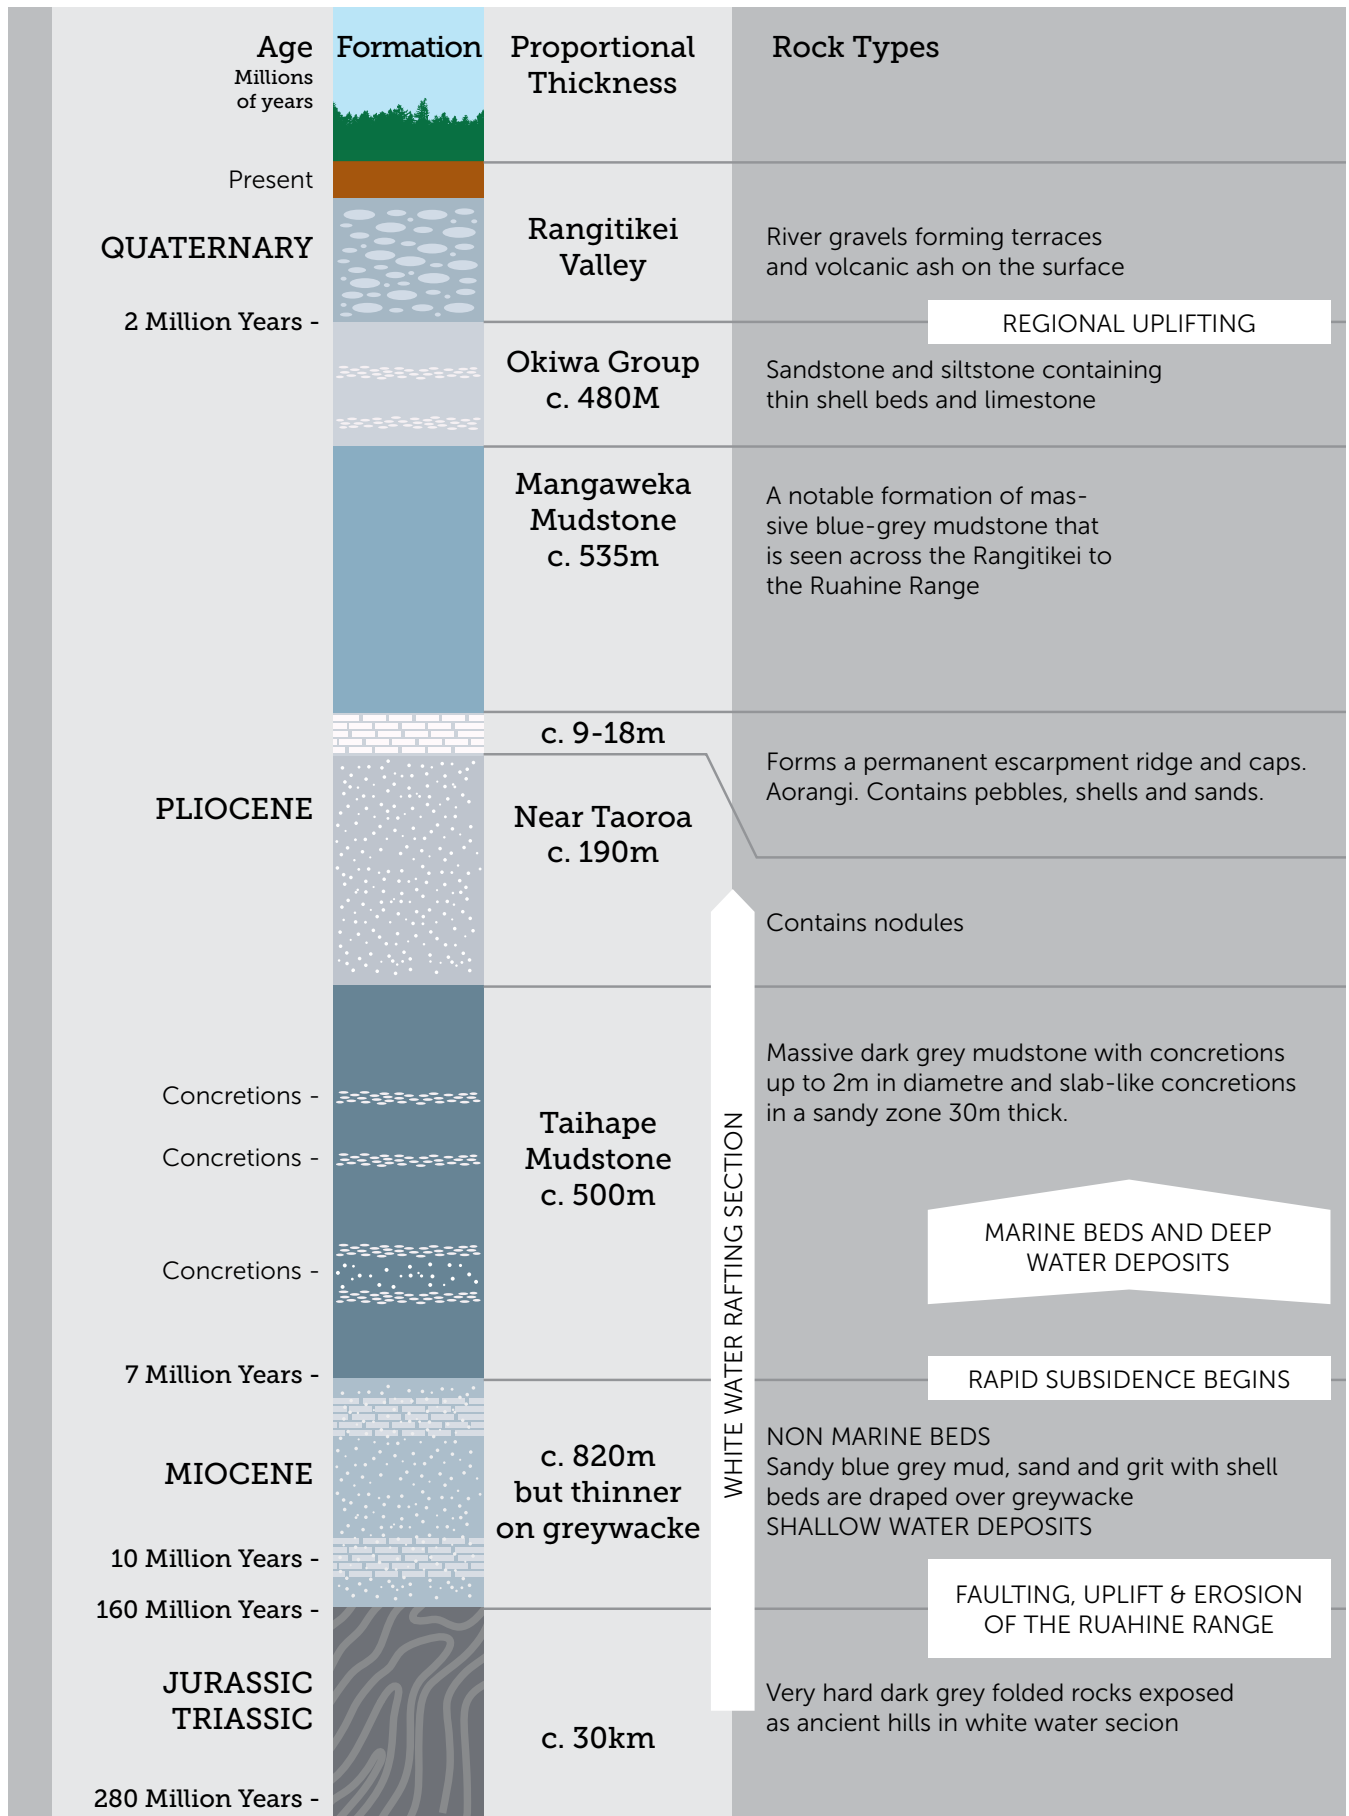 Age
Millions
of years
Formation
Proportional
Thickness
Rock Types
Present
QUATERNARY
Rangitikei
Valley
River gravels forming terraces
and volcanic ash on the surface
2 Million Years -
REGIONAL UPLIFTING
Okiwa Group
c. 480M
Sandstone and siltstone containing
thin shell beds and limestone
Mangaweka
Mudstone
c. 535m
A notable formation of mas-
sive blue-grey mudstone that
is seen across the Rangitikei to
the Ruahine Range
c. 9-18m
Forms a permanent escarpment ridge and caps.
Aorangi. Contains pebbles, shells and sands.
PLIOCENE
Near Taoroa
c. 190m
Contains nodules
Concretions -
Concretions -
Concretions -
Taihape
Mudstone
c. 500m
Massive dark grey mudstone with concretions
up to 2m in diametre and slab-like concretions
in a sandy zone 30m thick.
WHITE WATER RAFTING SECTION
MARINE BEDS AND DEEP
WATER DEPOSITS
7 Million Years -
RAPID SUBSIDENCE BEGINS
MIOCENE
c. 820m
but thinner
on greywacke
NON MARINE BEDS
Sandy blue grey mud, sand and grit with shell
beds are draped over greywacke
SHALLOW WATER DEPOSITS
10 Million Years -
160 Million Years -
FAULTING, UPLIFT & EROSION
OF THE RUAHINE RANGE
JURASSIC
TRIASSIC
c. 30km
Very hard dark grey folded rocks exposed
as ancient hills in white water secion
280 Million Years -